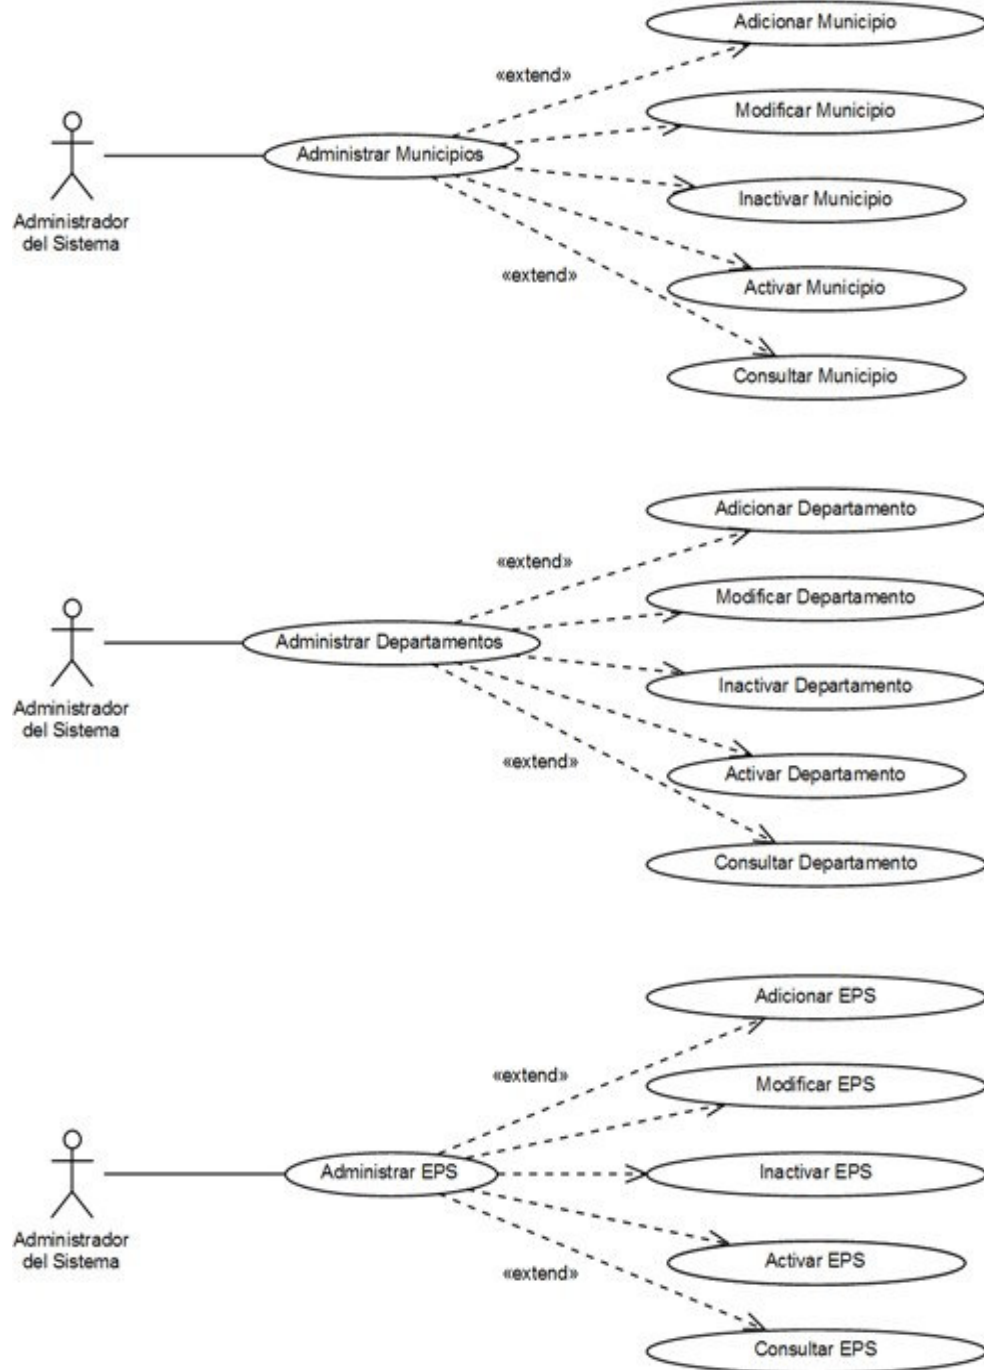 Adicionar Municipio
«extend»
Modificar Municipio
Administrar Municipios
Inactivar Municipio
Administrador
del Sistema
«extend»
Activar Municipio
Consultar Municipio
Adicionar Departamento
«extend»
Modificar Departamento
Administrar Departamentos
Inactivar Departamento
Administrador
del Sistema
«extend»
Activar Departamento
Consultar Departamento
Adicionar EPS
«extend»
Modificar EPS
Administrar EPS
Inactivar EPS
Administrador
del Sistema
«extend»
Activar EPS
Consultar EPS